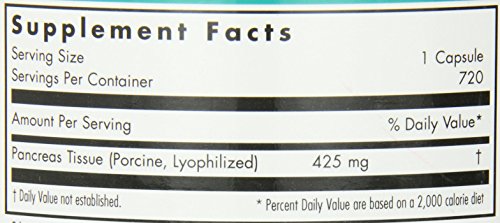 Supplement Facts
Serving Size 1 Capsule
Servings Per Container 720
Amount Per Serving % Daily Value*
Pancreas Tissue (Porcine, Lyophilized) 425 mg †
† Daily Value not established. * Percent Daily Value are based on a 2,000 calorie diet